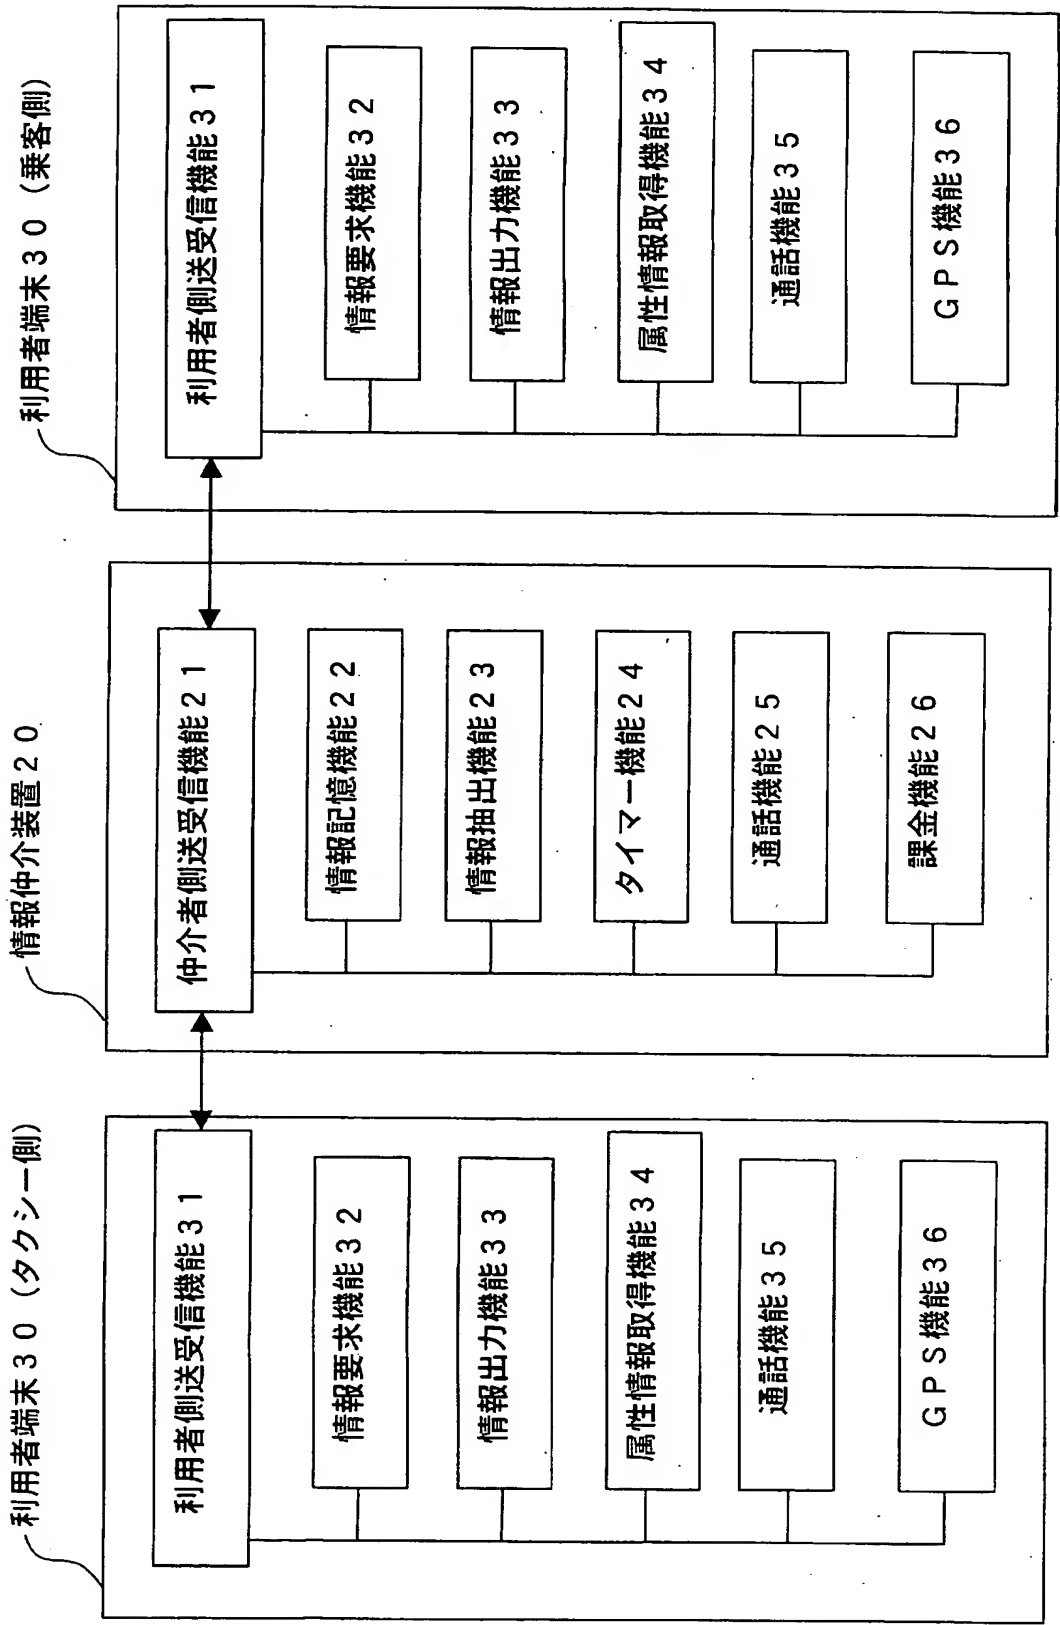 利用者端末３０（タクシー側）
利用者側送受信機能３１
情報要求機能３２
情報出力機能３３
属性情報取得機能３４
通話機能３５
ＧＰＳ機能３６
情報仲介装置２０
仲介者側送受信機能２１
情報記憶機能２２
情報抽出機能２３
タイマー機能２４
通話機能２５
課金機能２６
利用者端末３０（乗客側）
利用者側送受信機能３１
情報要求機能３２
情報出力機能３３
属性情報取得機能３４
通話機能３５
ＧＰＳ機能３６